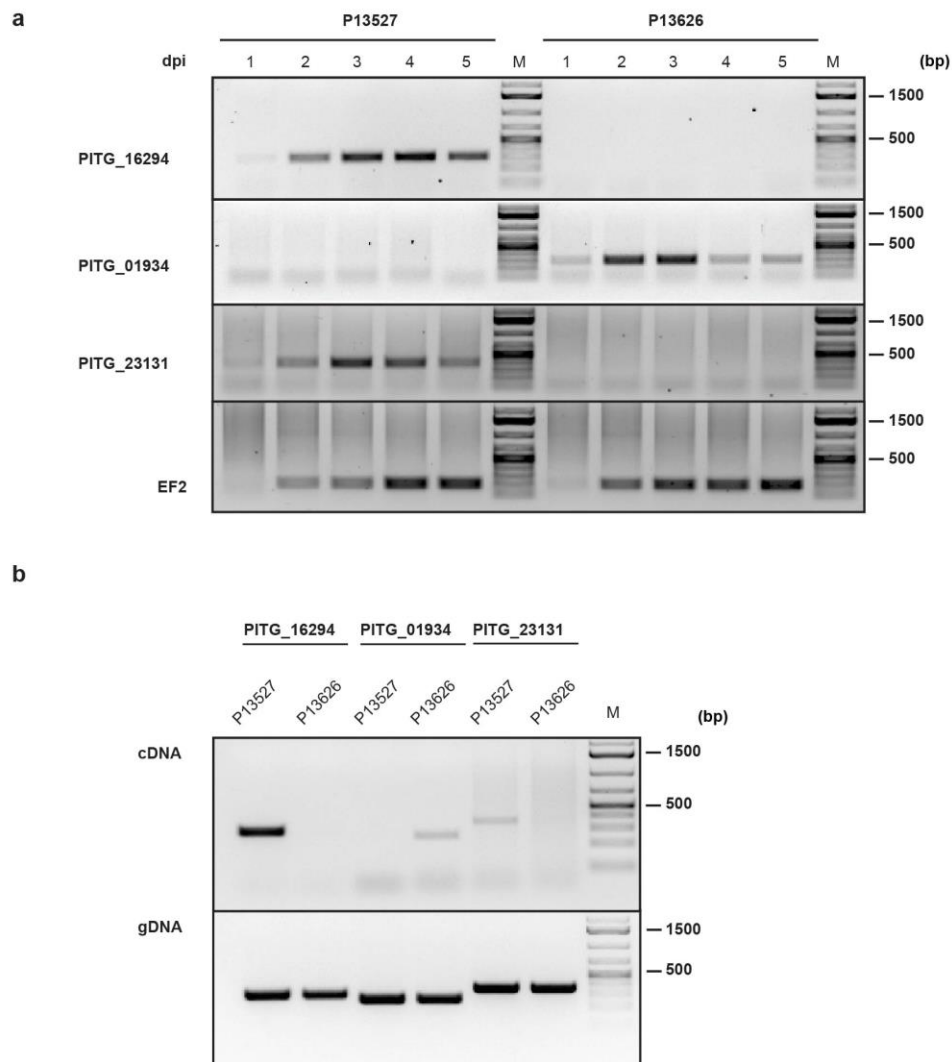 a
P13527 P13626
dpi 1 2 3 4 5 M 1 2 3 4 5 M (bp)
1500
PITG_16294 500
1500
PITG_01934 500
1500
PITG_23131 500
1500
EF2 500
b
PITG_16294 PITG_01934 PITG_23131
P13527 P13626 P13527 P13626 P13527 P13626 M (bp)
cDNA 1500
500
gDNA 1500
500